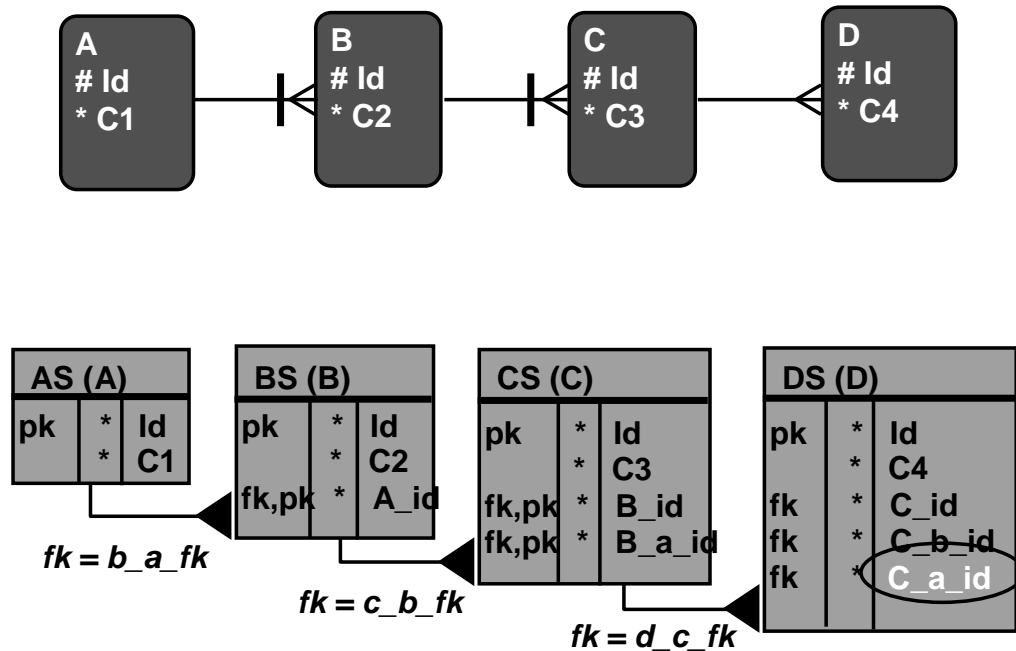 A
# Id
* C1
B
# Id
* C2
C
# Id
* C3
D
# Id
* C4
AS (A)
pk * Id
* C1
BS (B)
pk * Id
* C2
fk,pk * A_id
CS (C)
pk * Id
* C3
fk,pk * B_id
fk,pk * B_a_id
DS (D)
pk * Id
* C4
fk * C_id
fk * C_b_id
fk * C_a_id
fk = b_a_fk
fk = c_b_fk
fk = d_c_fk